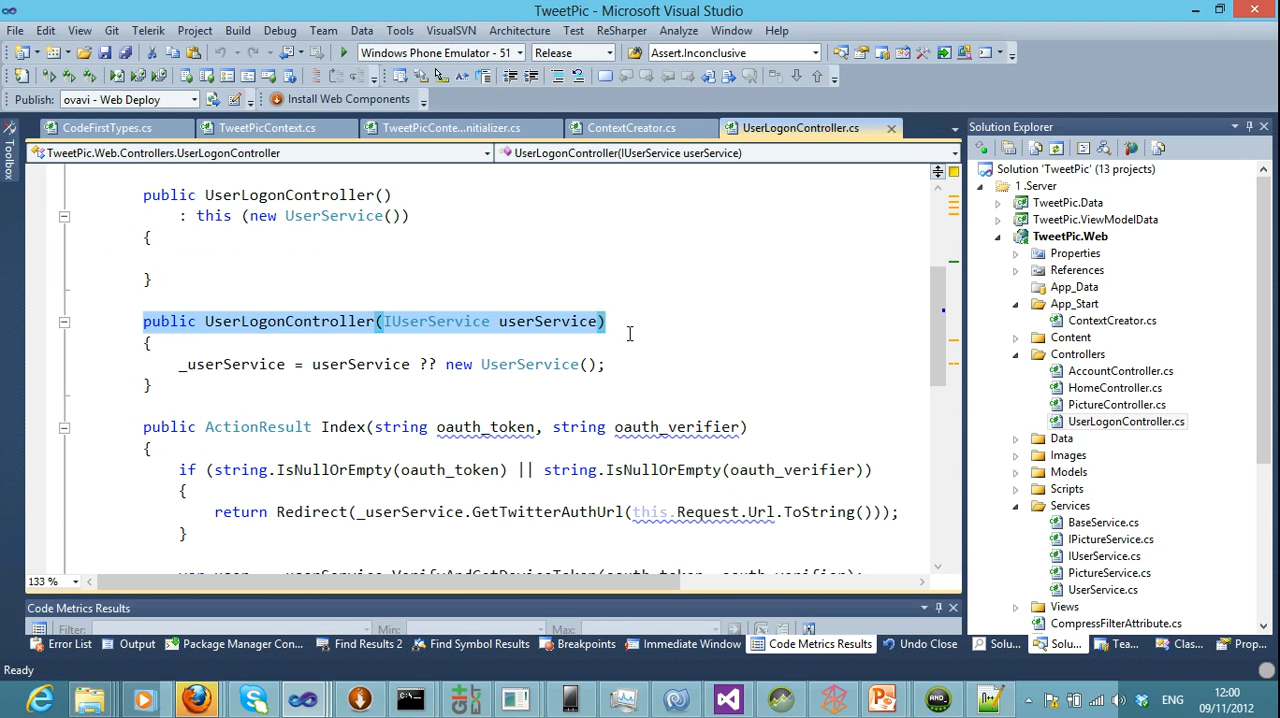 TweetPic - Microsoft Visual Studio
File Edit View Git Telerik Project Build Debug Team Data Tools VisualSVN Architecture Test ReSharper Analyze Window Help
Windows Phone Emulator - 51 Release Assert.Inconclusive
Publish: ovavi - Web Deploy Install Web Components
CodeFirstTypes.cs TweetPicContext.cs TweetPicConte...nitializer.cs ContextCreator.cs UserLogonController.cs
TweetPic.Web.Controllers.UserLogonController UserLogonController(IUserService userService)
Toolbox
public UserLogonController()
: this (new UserService())
{
}
public UserLogonController(IUserService userService)
{
_userService = userService ?? new UserService();
}
public ActionResult Index(string oauth_token, string oauth_verifier)
{
if (string.IsNullOrEmpty(oauth_token) || string.IsNullOrEmpty(oauth_verifier))
{
return Redirect(_userService.GetTwitterAuthUrl(this.Request.Url.ToString()));
}
133 %
Code Metrics Results
Filter: Min: Max:
Error List Output Package Manager Con... Find Results 2 Find Symbol Results Breakpoints Immediate Window Code Metrics Results Undo Close
Solution Explorer
Solution 'TweetPic' (13 projects)
1 .Server
TweetPic.Data
TweetPic.ViewModelData
TweetPic.Web
Properties
References
App_Data
App_Start
ContextCreator.cs
Content
Controllers
AccountController.cs
HomeController.cs
PictureController.cs
UserLogonController.cs
Data
Images
Models
Scripts
Services
BaseService.cs
IPictureService.cs
IUserService.cs
PictureService.cs
UserService.cs
Views
CompressFilterAttribute.cs
Solu... Solu... Tea... Clas... Prop...
Ready
ENG
12:00
09/11/2012